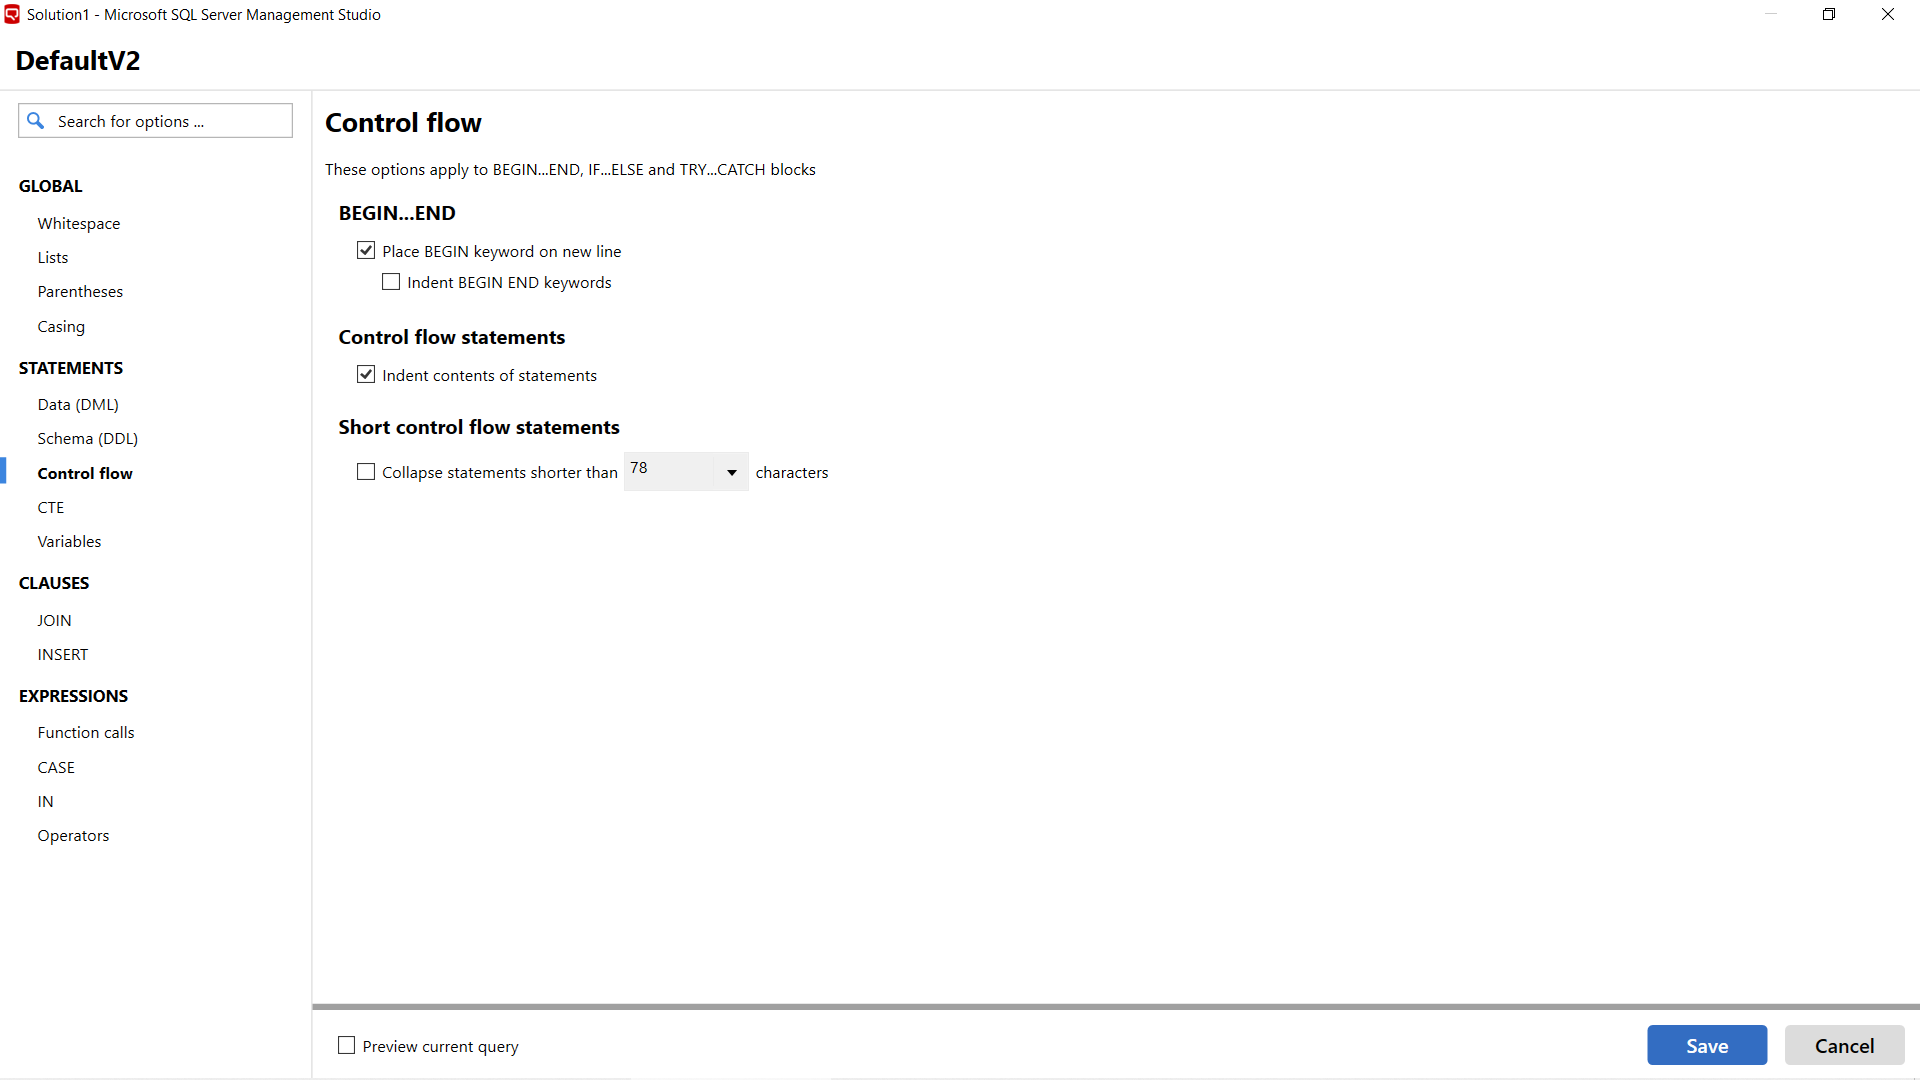 Solution1 - Microsoft SQL Server Management Studio
DefaultV2
Search for options ...
GLOBAL
Whitespace
Lists
Parentheses
Casing
STATEMENTS
Data (DML)
Schema (DDL)
Control flow
CTE
Variables
CLAUSES
JOIN
INSERT
EXPRESSIONS
Function calls
CASE
IN
Operators
Control flow
These options apply to BEGIN...END, IF...ELSE and TRY...CATCH blocks
BEGIN...END
Place BEGIN keyword on new line
Indent BEGIN END keywords
Control flow statements
Indent contents of statements
Short control flow statements
Collapse statements shorter than 78 characters
Preview current query
Save
Cancel